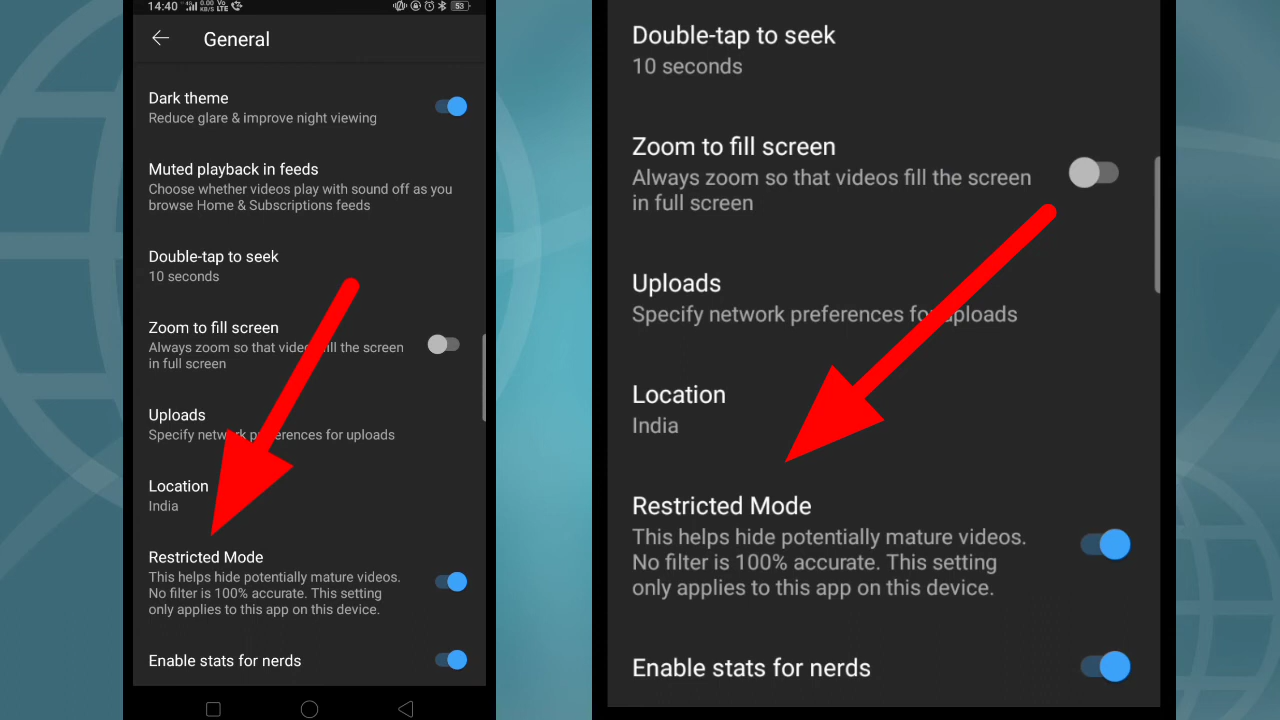 14:40 4G 0.00 KB/S Vo LTE 53
General
Dark theme
Reduce glare & improve night viewing
Muted playback in feeds
Choose whether videos play with sound off as you
browse Home & Subscriptions feeds
Double-tap to seek
10 seconds
Zoom to fill screen
Always zoom so that videos fill the screen
in full screen
Uploads
Specify network preferences for uploads
Location
India
Restricted Mode
This helps hide potentially mature videos.
No filter is 100% accurate. This setting
only applies to this app on this device.
Enable stats for nerds
Double-tap to seek
10 seconds
Zoom to fill screen
Always zoom so that videos fill the screen
in full screen
Uploads
Specify network preferences for uploads
Location
India
Restricted Mode
This helps hide potentially mature videos.
No filter is 100% accurate. This setting
only applies to this app on this device.
Enable stats for nerds